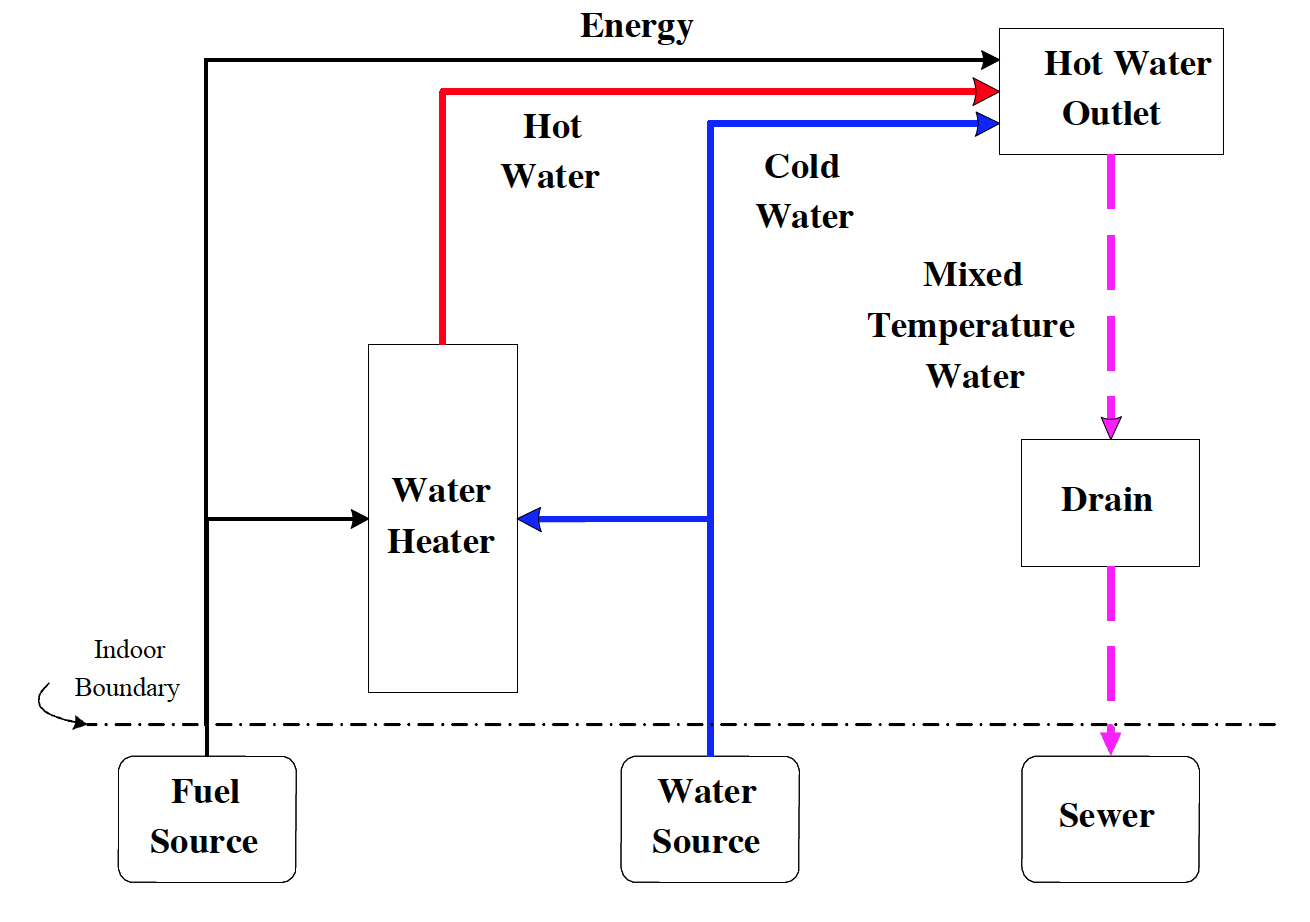 Energy
Hot Water
Outlet
Hot
Water
Cold
Water
Mixed
Temperature
Water
Water
Heater
Drain
Indoor
Boundary
Fuel
Source
Water
Source
Sewer